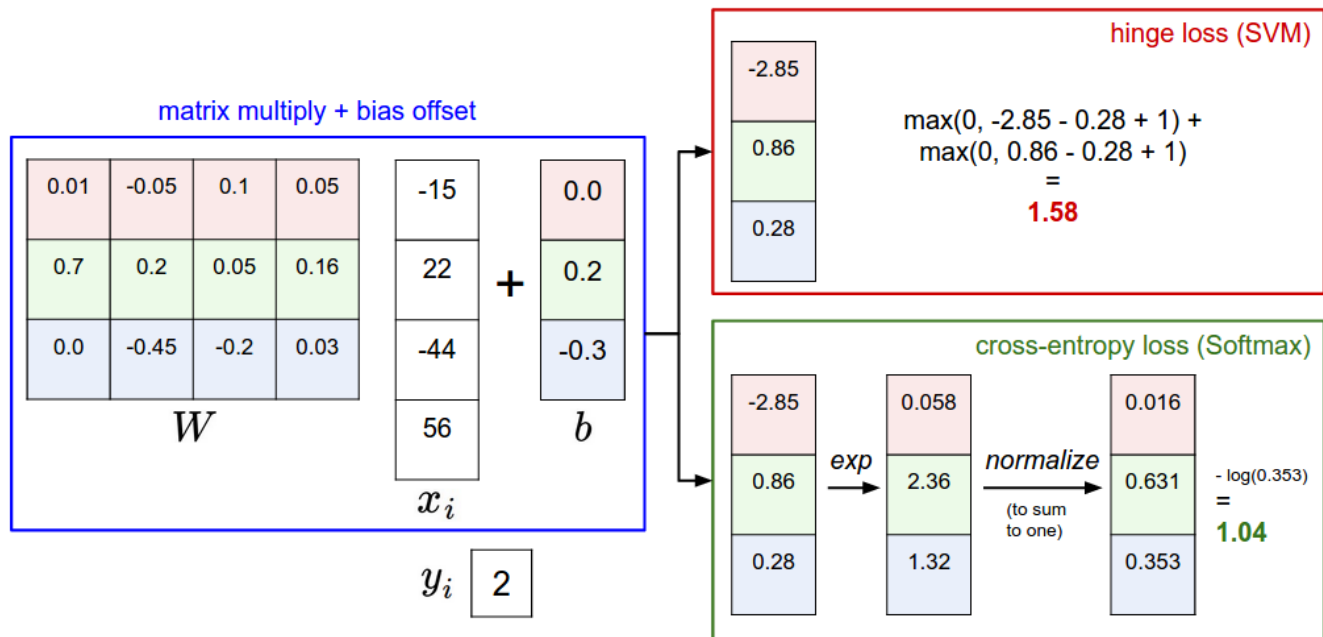 matrix multiply + bias offset
0.01 -0.05 0.1 0.05
0.7 0.2 0.05 0.16
0.0 -0.45 -0.2 0.03
W
-15
22
-44
56
x_i
+
0.0
0.2
-0.3
b
y_i 2
hinge loss (SVM)
-2.85
0.86
0.28
max(0, -2.85 - 0.28 + 1) +
max(0, 0.86 - 0.28 + 1)
=
1.58
cross-entropy loss (Softmax)
-2.85
0.86
0.28
exp
0.058
2.36
1.32
normalize
(to sum
to one)
0.016
0.631
0.353
- log(0.353)
=
1.04